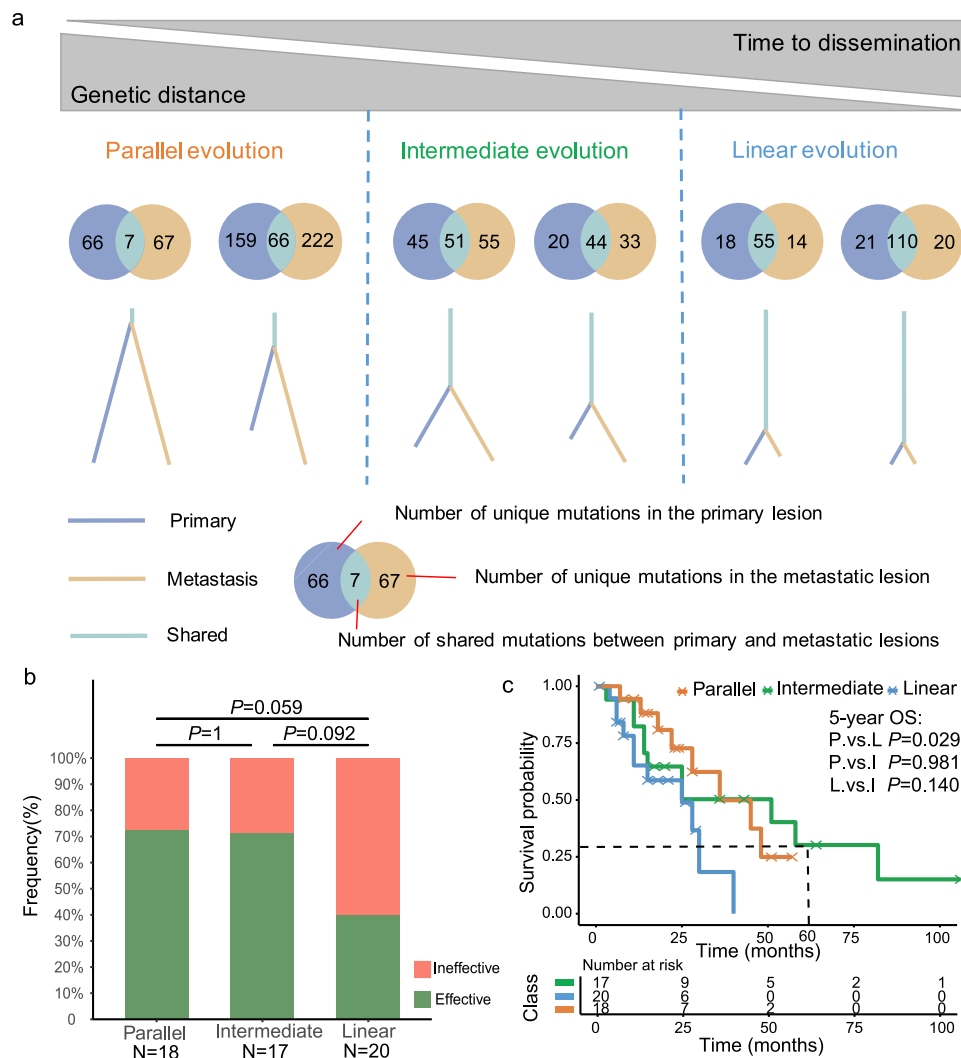 a
Time to dissemination
Genetic distance
Parallel evolution Intermediate evolution Linear evolution
66 7 67 159 66 222 45 51 55 20 44 33 18 55 14 21 110 20
Primary
Metastasis
Shared
Number of unique mutations in the primary lesion
66 7 67
Number of unique mutations in the metastatic lesion
Number of shared mutations between primary and metastatic lesions
b
P=0.059
P=1 P=0.092
Frequency(%)
100%
90%
80%
70%
60%
50%
40%
30%
20%
10%
0
Parallel Intermediate Linear
N=18 N=17 N=20
Ineffective
Effective
c
Parallel Intermediate Linear
5-year OS:
P.vs.L P=0.029
P.vs.I P=0.981
L.vs.I P=0.140
Survival probability
1.00
0.75
0.50
0.25
0.00
0 25 50 60 75 100
Time (months)
Number at risk
Class
17 9 5 2 1
20 6 0 0 0
18 7 2 0 0
0 25 50 75 100
Time (months)